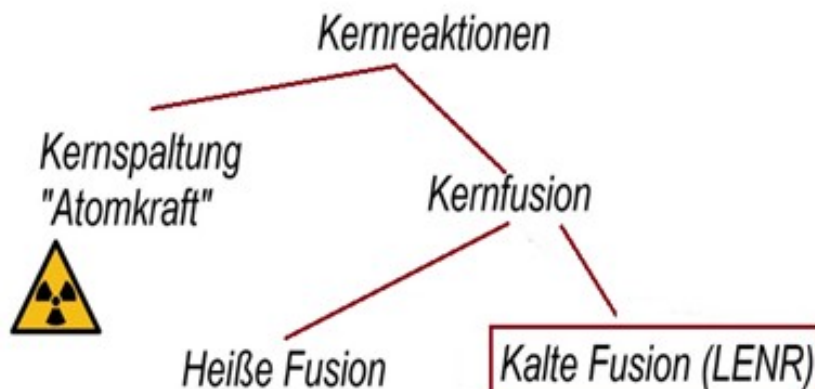 Kernreaktionen
Kernspaltung
"Atomkraft"
Kernfusion
Heiße Fusion
Kalte Fusion (LENR)